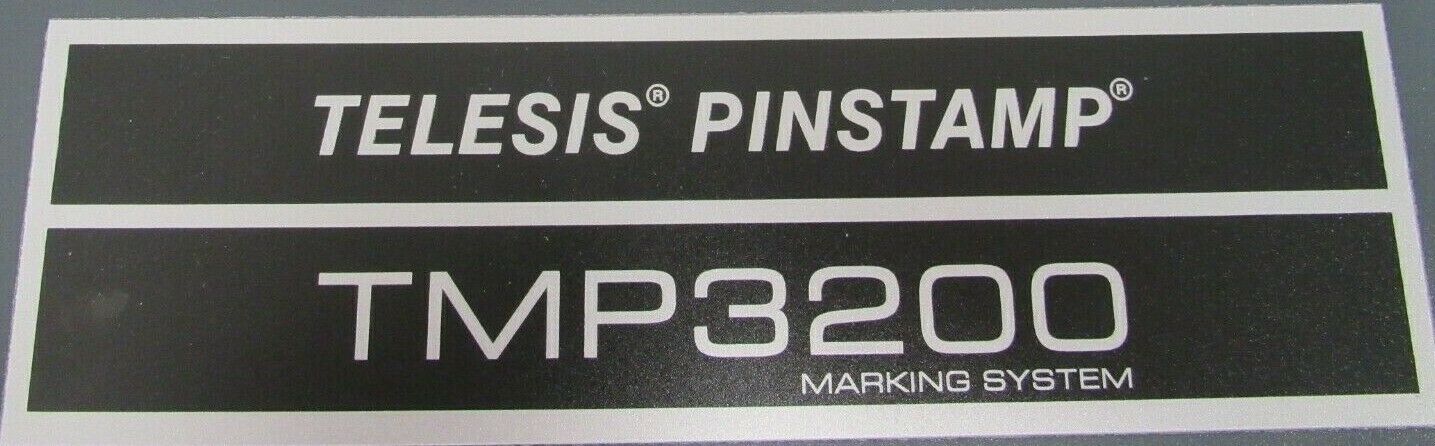 TELESIS® PINSTAMP®
TMP3200
MARKING SYSTEM